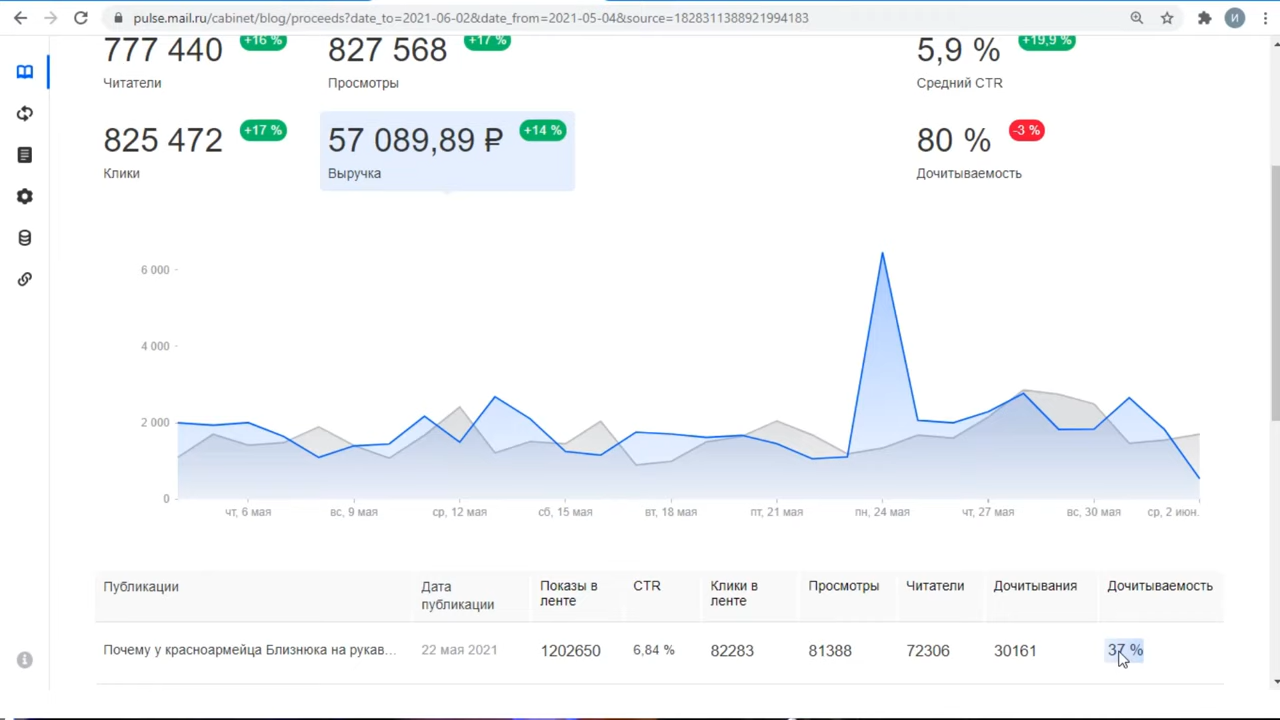 pulse.mail.ru/cabinet/blog/proceeds?date_to=2021-06-02&date_from=2021-05-04&source=1828311388921994183
И
777 440 +16 % 827 568 +17 % 5,9 % +19,9 %
Читатели Просмотры Средний CTR
825 472 +17 % 57 089,89 ₽ +14 % 80 % -3 %
Клики Выручка Дочитываемость
6 000
4 000
2 000
0
чт, 6 мая вс, 9 мая ср, 12 мая сб, 15 мая вт, 18 мая пт, 21 мая пн, 24 мая чт, 27 мая вс, 30 мая ср, 2 июн.
Публикации Дата публикации Показы в ленте CTR Клики в ленте Просмотры Читатели Дочитывания Дочитываемость
Почему у красноармейца Близнюка на рукав... 22 мая 2021 1202650 6,84 % 82283 81388 72306 30161 37 %